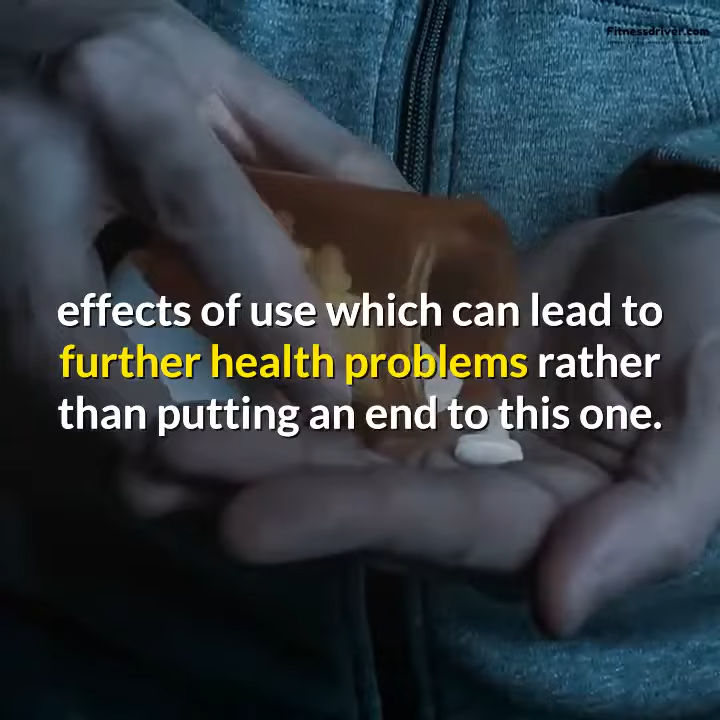 Fitnessdriver.com
effects of use which can lead to
further health problems rather
than putting an end to this one.